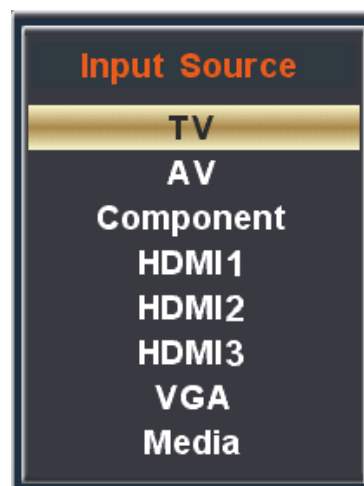 Input Source
TV
AV
Component
HDMI1
HDMI2
HDMI3
VGA
Media